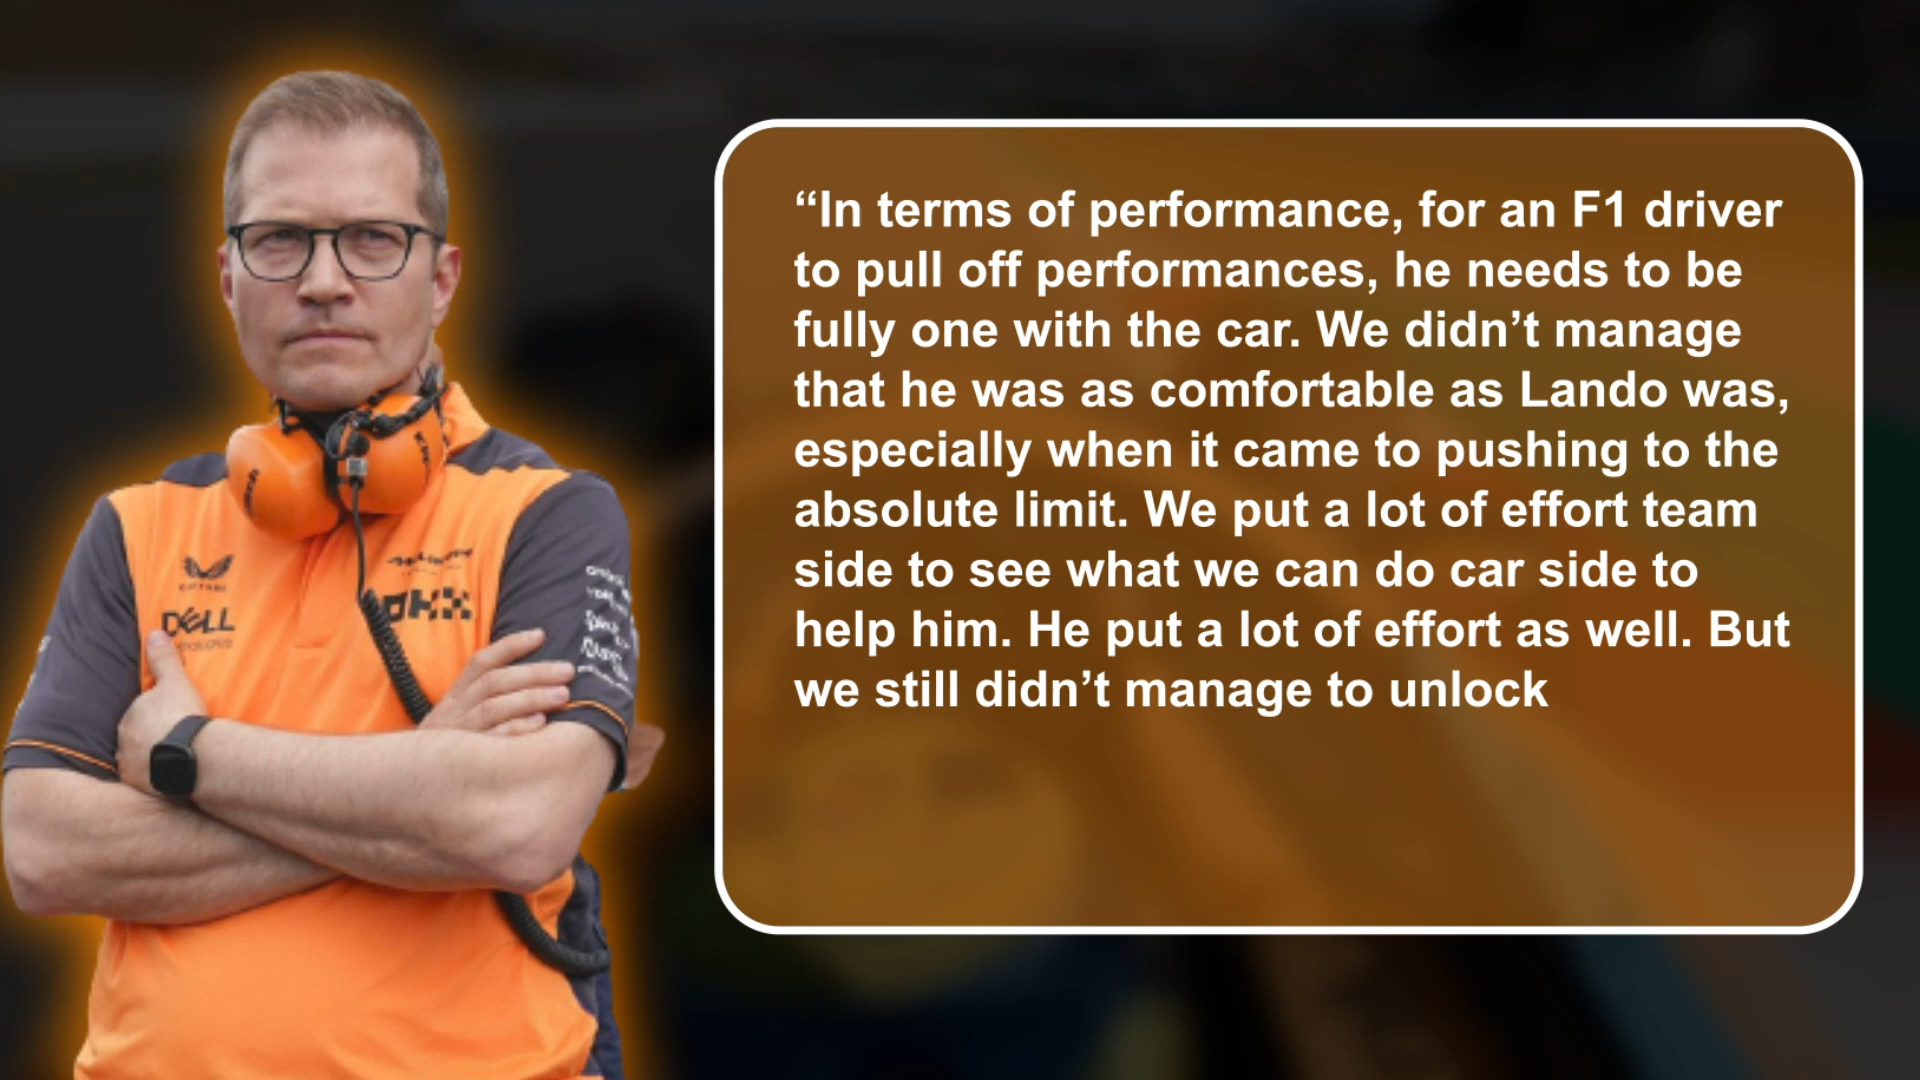 “In terms of performance, for an F1 driver
to pull off performances, he needs to be
fully one with the car. We didn’t manage
that he was as comfortable as Lando was,
especially when it came to pushing to the
absolute limit. We put a lot of effort team
side to see what we can do car side to
help him. He put a lot of effort as well. But
we still didn’t manage to unlock
McLaren
DELL
OKX